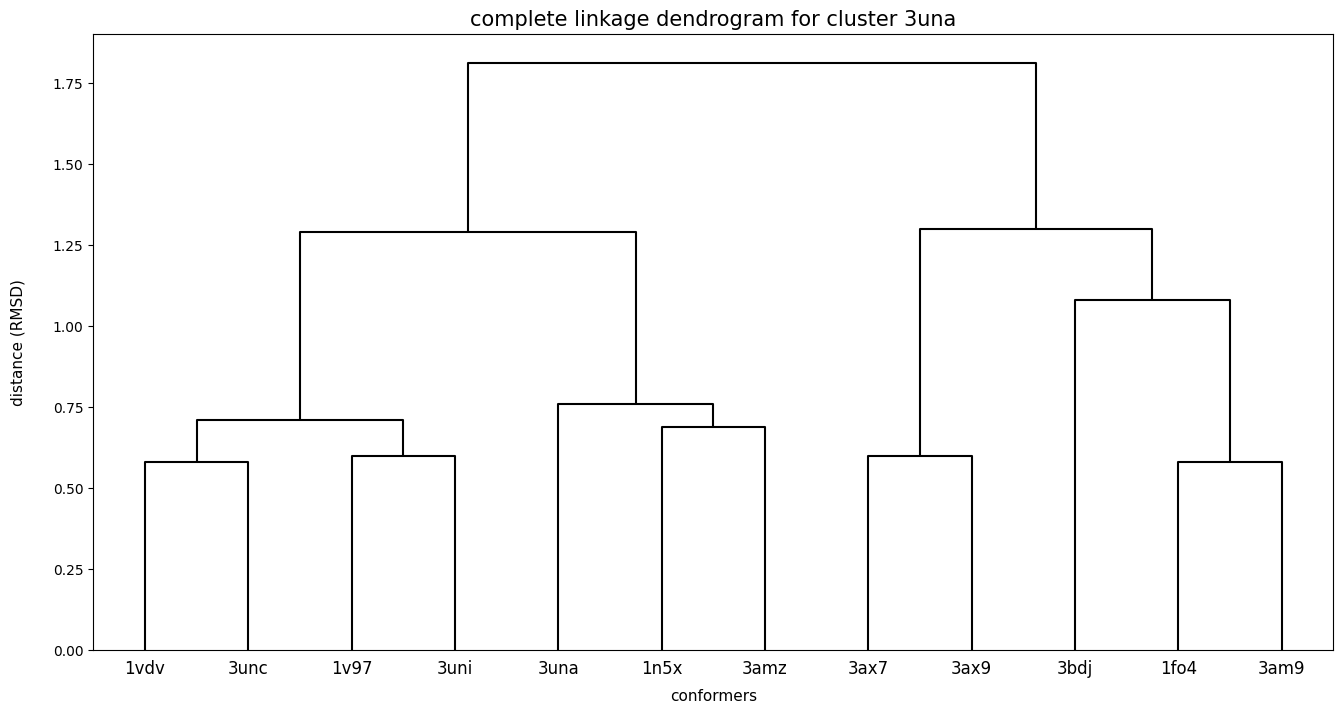 complete linkage dendrogram for cluster 3una
distance (RMSD)
1.75
1.50
1.25
1.00
0.75
0.50
0.25
0.00
1vdv 3unc 1v97 3uni 3una 1n5x 3amz 3ax7 3ax9 3bdj 1fo4 3am9
conformers